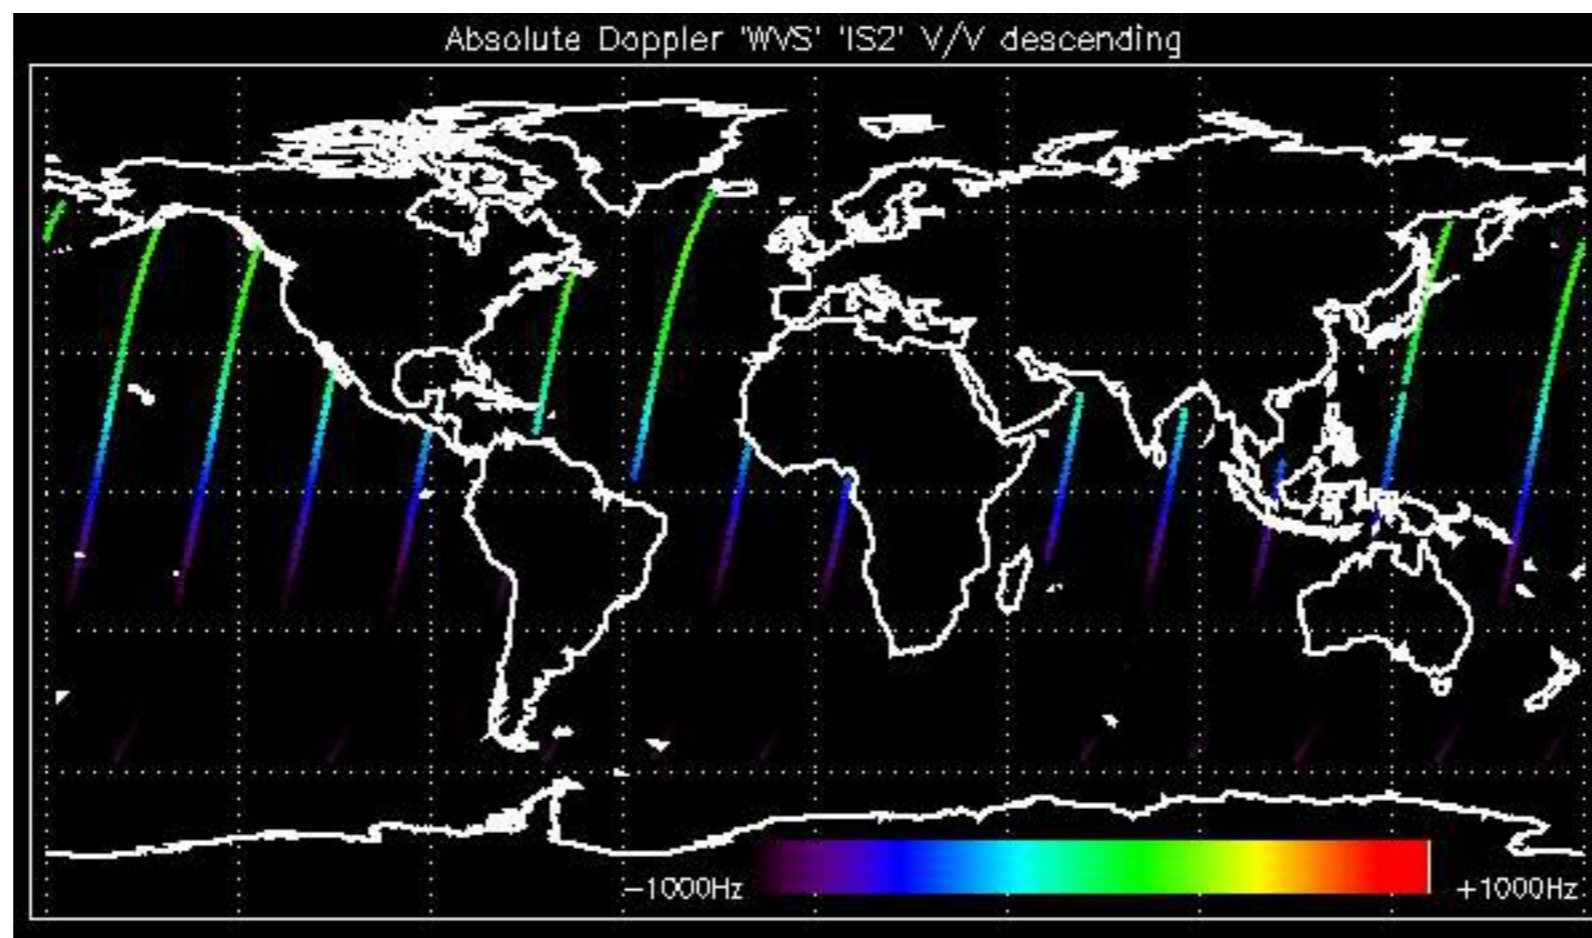 Absolute Doppler 'WVS' 'IS2' V/V descending
−1000Hz +1000Hz